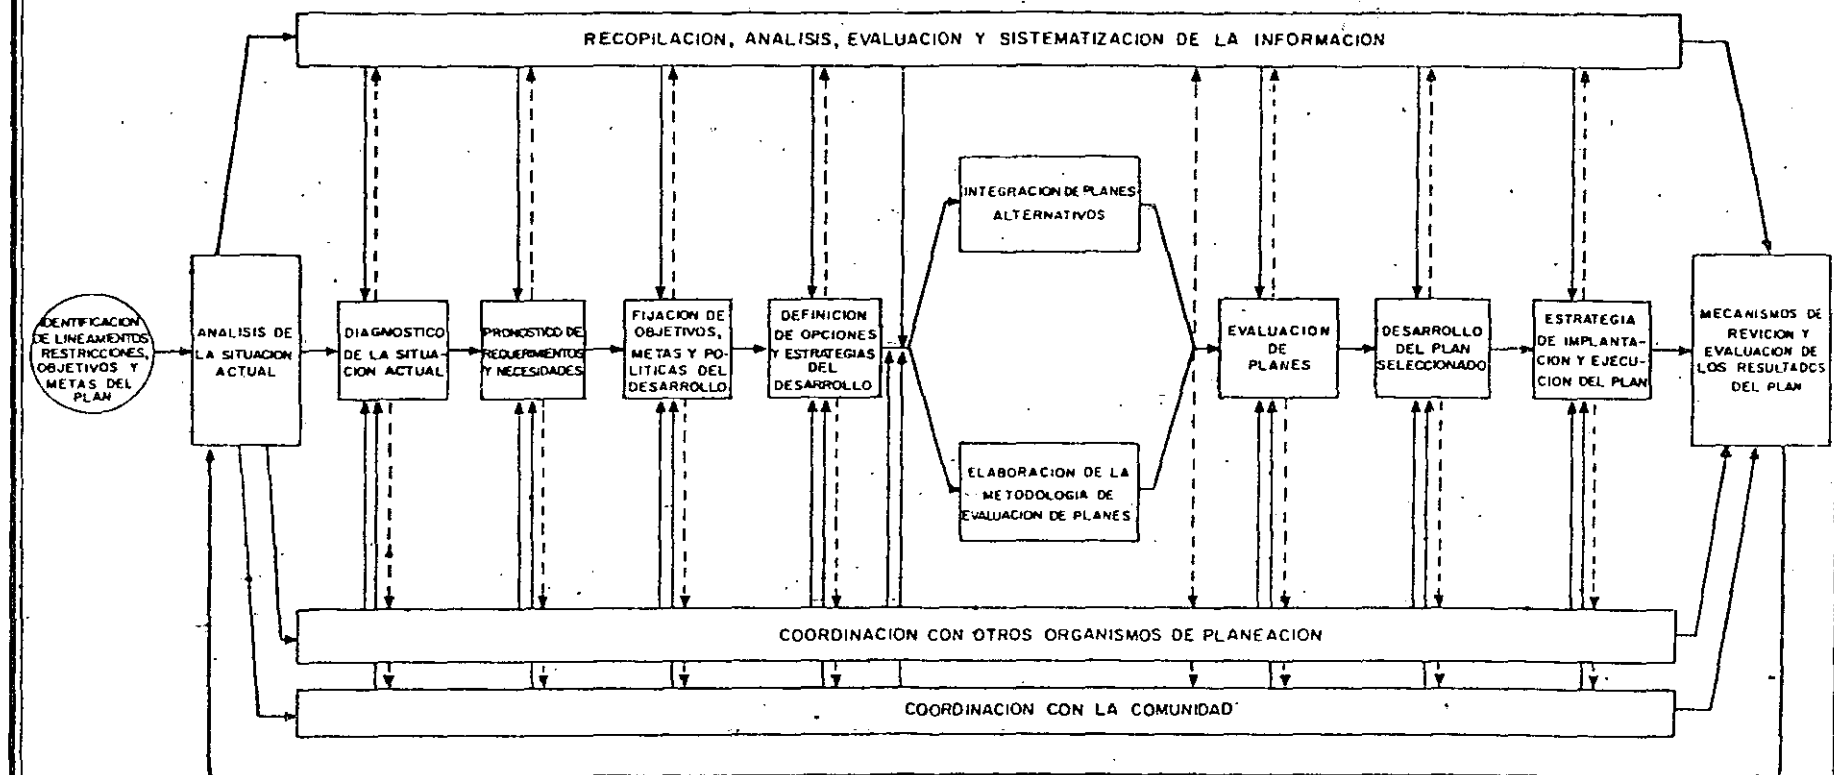 RECOPILACION, ANALISIS, EVALUACION Y SISTEMATIZACION DE LA INFORMACION
IDENTIFICACION
DE LINEAMIENTOS
RESTRICCIONES,
OBJETIVOS Y
METAS DEL
PLAN
ANALISIS DE
LA SITUACION
ACTUAL
DIAGNOSTICO
DE LA SITUA-
CION ACTUAL
PRONOSTICO DE
REQUERIMIENTOS
Y NECESIDADES
FIJACION DE
OBJETIVOS,
METAS Y PO-
LITICAS DEL
DESARROLLO
DEFINICION
DE OPCIONES
Y ESTRATEGIAS
DEL
DESARROLLO
INTEGRACION DE PLANES
ALTERNATIVOS
ELABORACION DE LA
METODOLOGIA DE
EVALUACION DE PLANES
EVALUACION
DE
PLANES
DESARROLLO
DEL PLAN
SELECCIONADO
ESTRATEGIA
DE IMPLANTA-
CION Y EJECU-
CION DEL PLAN
MECANISMOS DE
REVICION Y
EVALUACION DE
LOS RESULTADOS
DEL PLAN
COORDINACION CON OTROS ORGANISMOS DE PLANEACION
COORDINACION CON LA COMUNIDAD